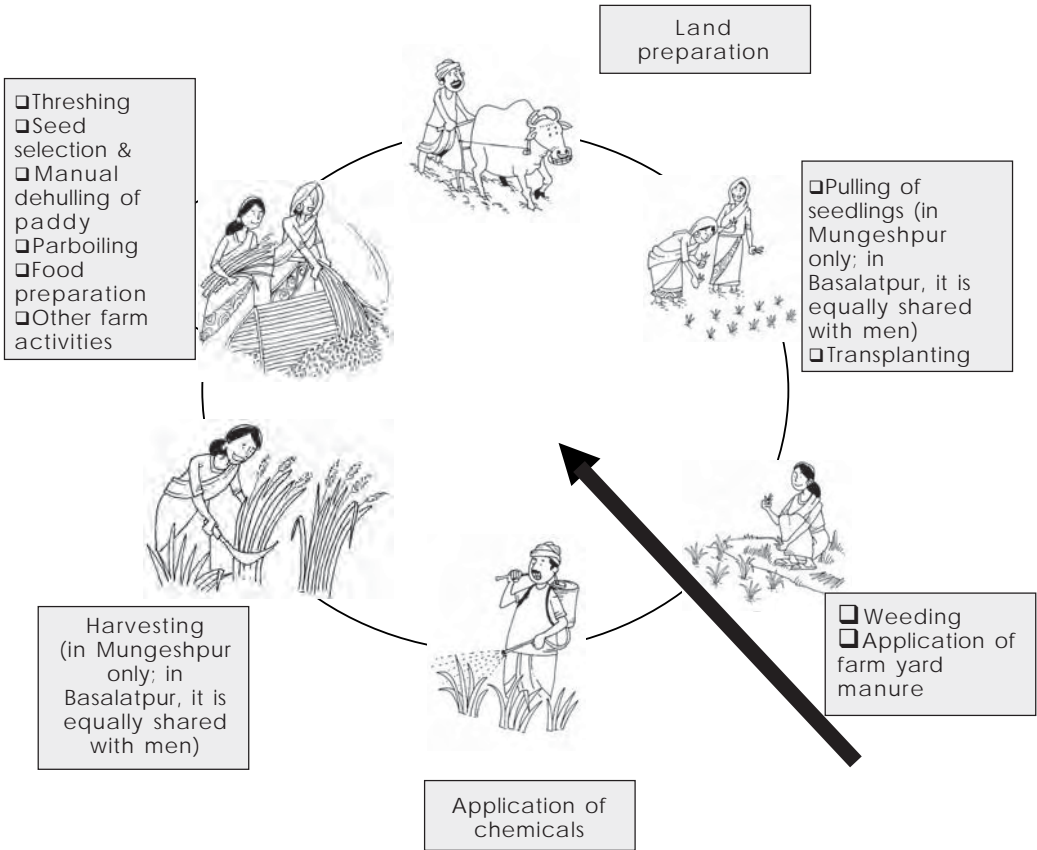 Land
preparation
❑Threshing
❑Seed
selection &
❑Manual
dehulling of
paddy
❑Parboiling
❑Food
preparation
❑Other farm
activities
❑Pulling of
seedlings (in
Mungeshpur
only; in
Basalatpur, it is
equally shared
with men)
❑Transplanting
❑Weeding
❑Application of
farm yard
manure
Harvesting
(in Mungeshpur
only; in
Basalatpur, it is
equally shared
with men)
Application of
chemicals